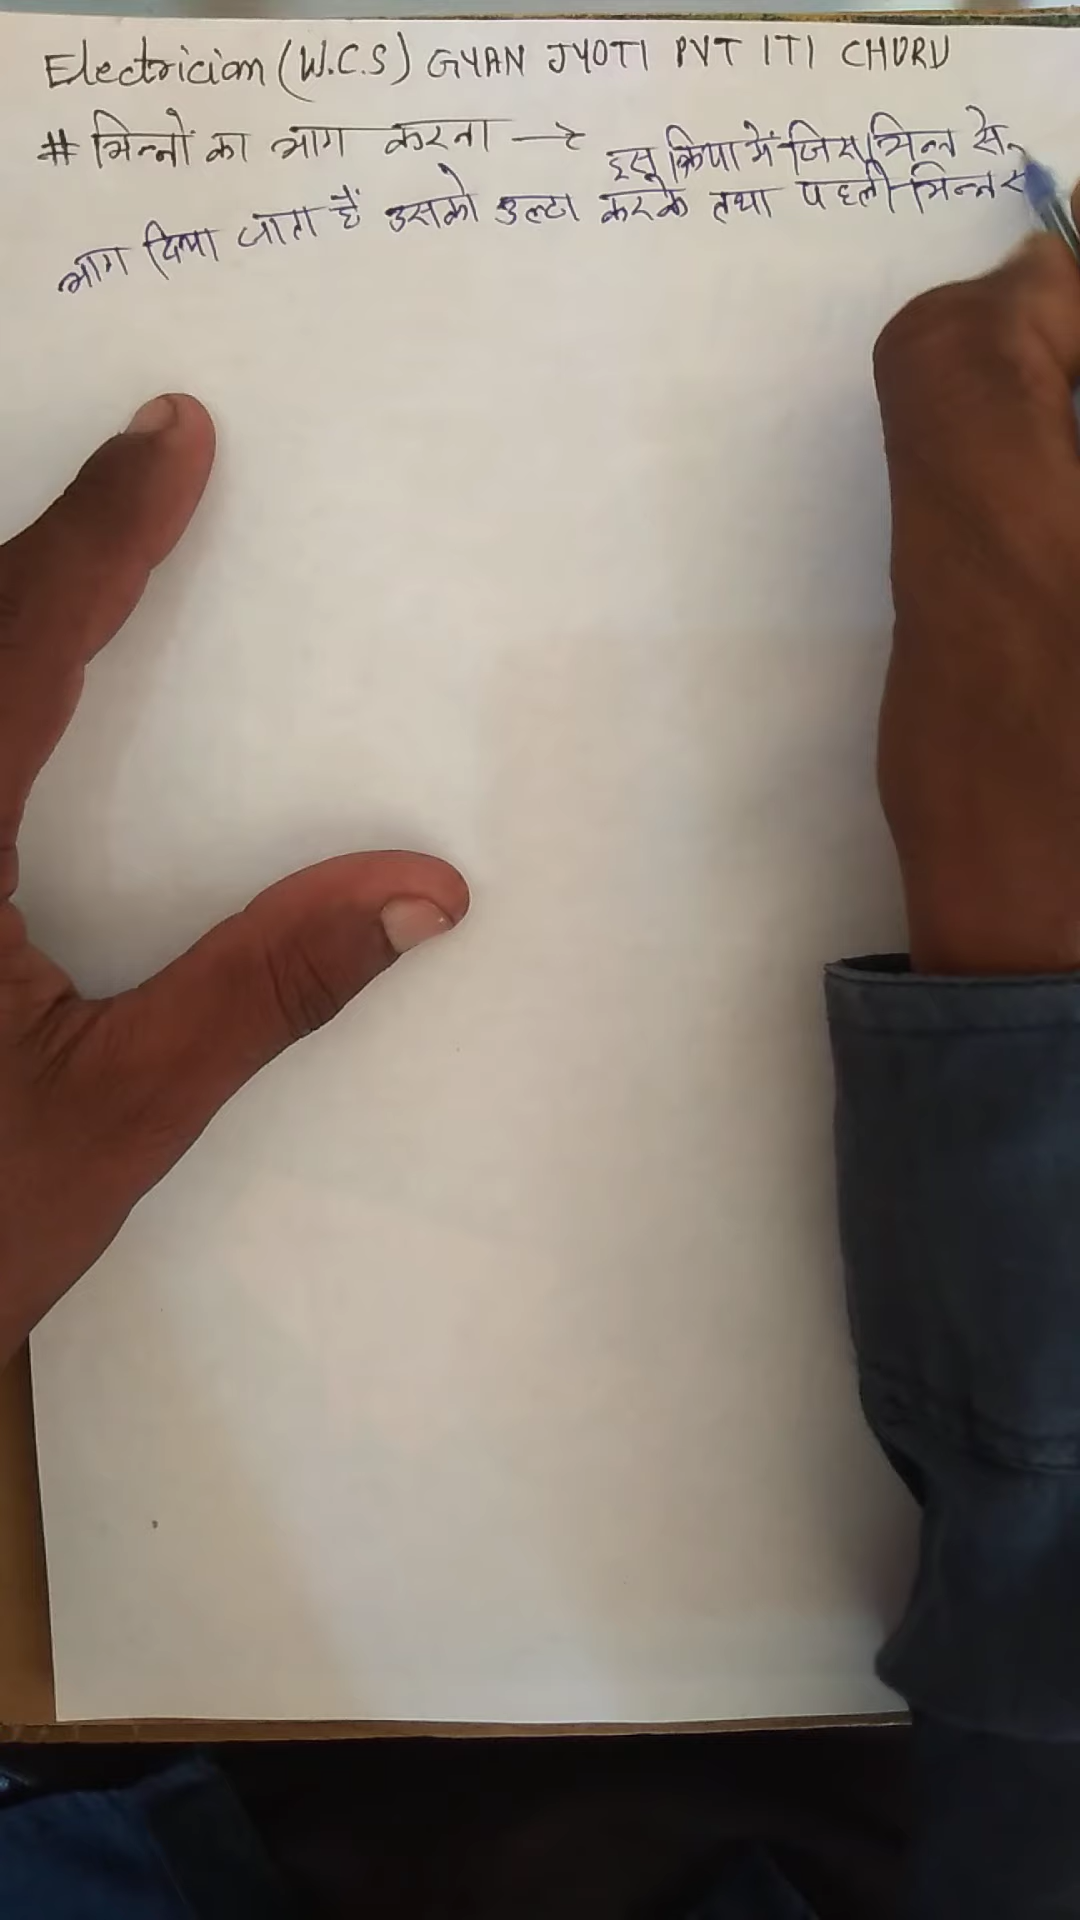 Electrician (W.C.S) GYAN JYOTI PVT ITI CHURU
# भिन्नों का भाग करना → इस क्रिया में जिस भिन्न से
भाग दिया जाता हैं उसको उल्टा करके तथा पहली भिन्न